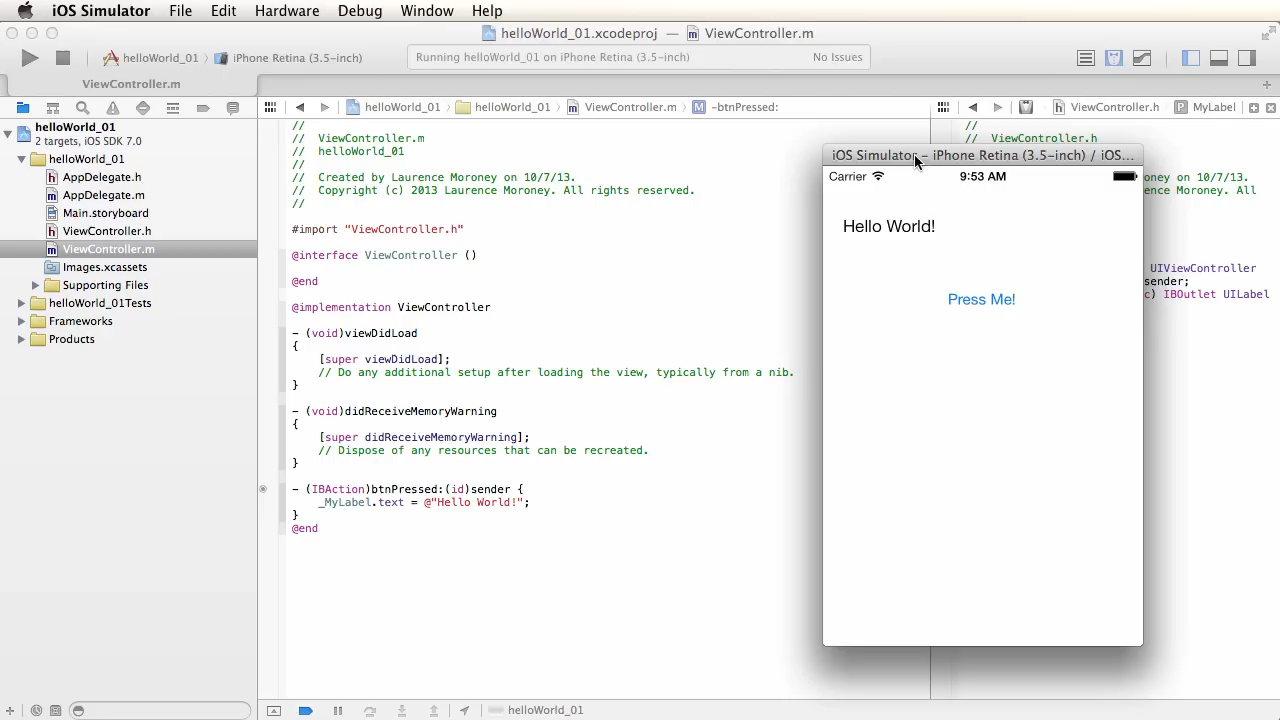 iOS Simulator File Edit Hardware Debug Window Help
helloWorld_01.xcodeproj — ViewController.m
helloWorld_01 iPhone Retina (3.5-inch)
Running helloWorld_01 on iPhone Retina (3.5-inch) No Issues
ViewController.m
helloWorld_01 helloWorld_01 ViewController.m M -btnPressed:
h ViewController.h P MyLabel
helloWorld_01
2 targets, iOS SDK 7.0
helloWorld_01
h AppDelegate.h
m AppDelegate.m
Main.storyboard
h ViewController.h
m ViewController.m
Images.xcassets
Supporting Files
helloWorld_01Tests
Frameworks
Products
//
//  ViewController.m
//  helloWorld_01
//
//  Created by Laurence Moroney on 10/7/13.
//  Copyright (c) 2013 Laurence Moroney. All rights reserved.
//
#import "ViewController.h"
@interface ViewController ()
@end
@implementation ViewController
- (void)viewDidLoad
{
[super viewDidLoad];
// Do any additional setup after loading the view, typically from a nib.
}
- (void)didReceiveMemoryWarning
{
[super didReceiveMemoryWarning];
// Dispose of any resources that can be recreated.
}
- (IBAction)btnPressed:(id)sender {
_MyLabel.text = @"Hello World!";
}
@end
//
//  ViewController.h
oney on 10/7/13.
ce Moroney. All
UIViewController
sender;
c) IBOutlet UILabel
iOS Simulator - iPhone Retina (3.5-inch) / iOS...
Carrier 9:53 AM
Hello World!
Press Me!
helloWorld_01